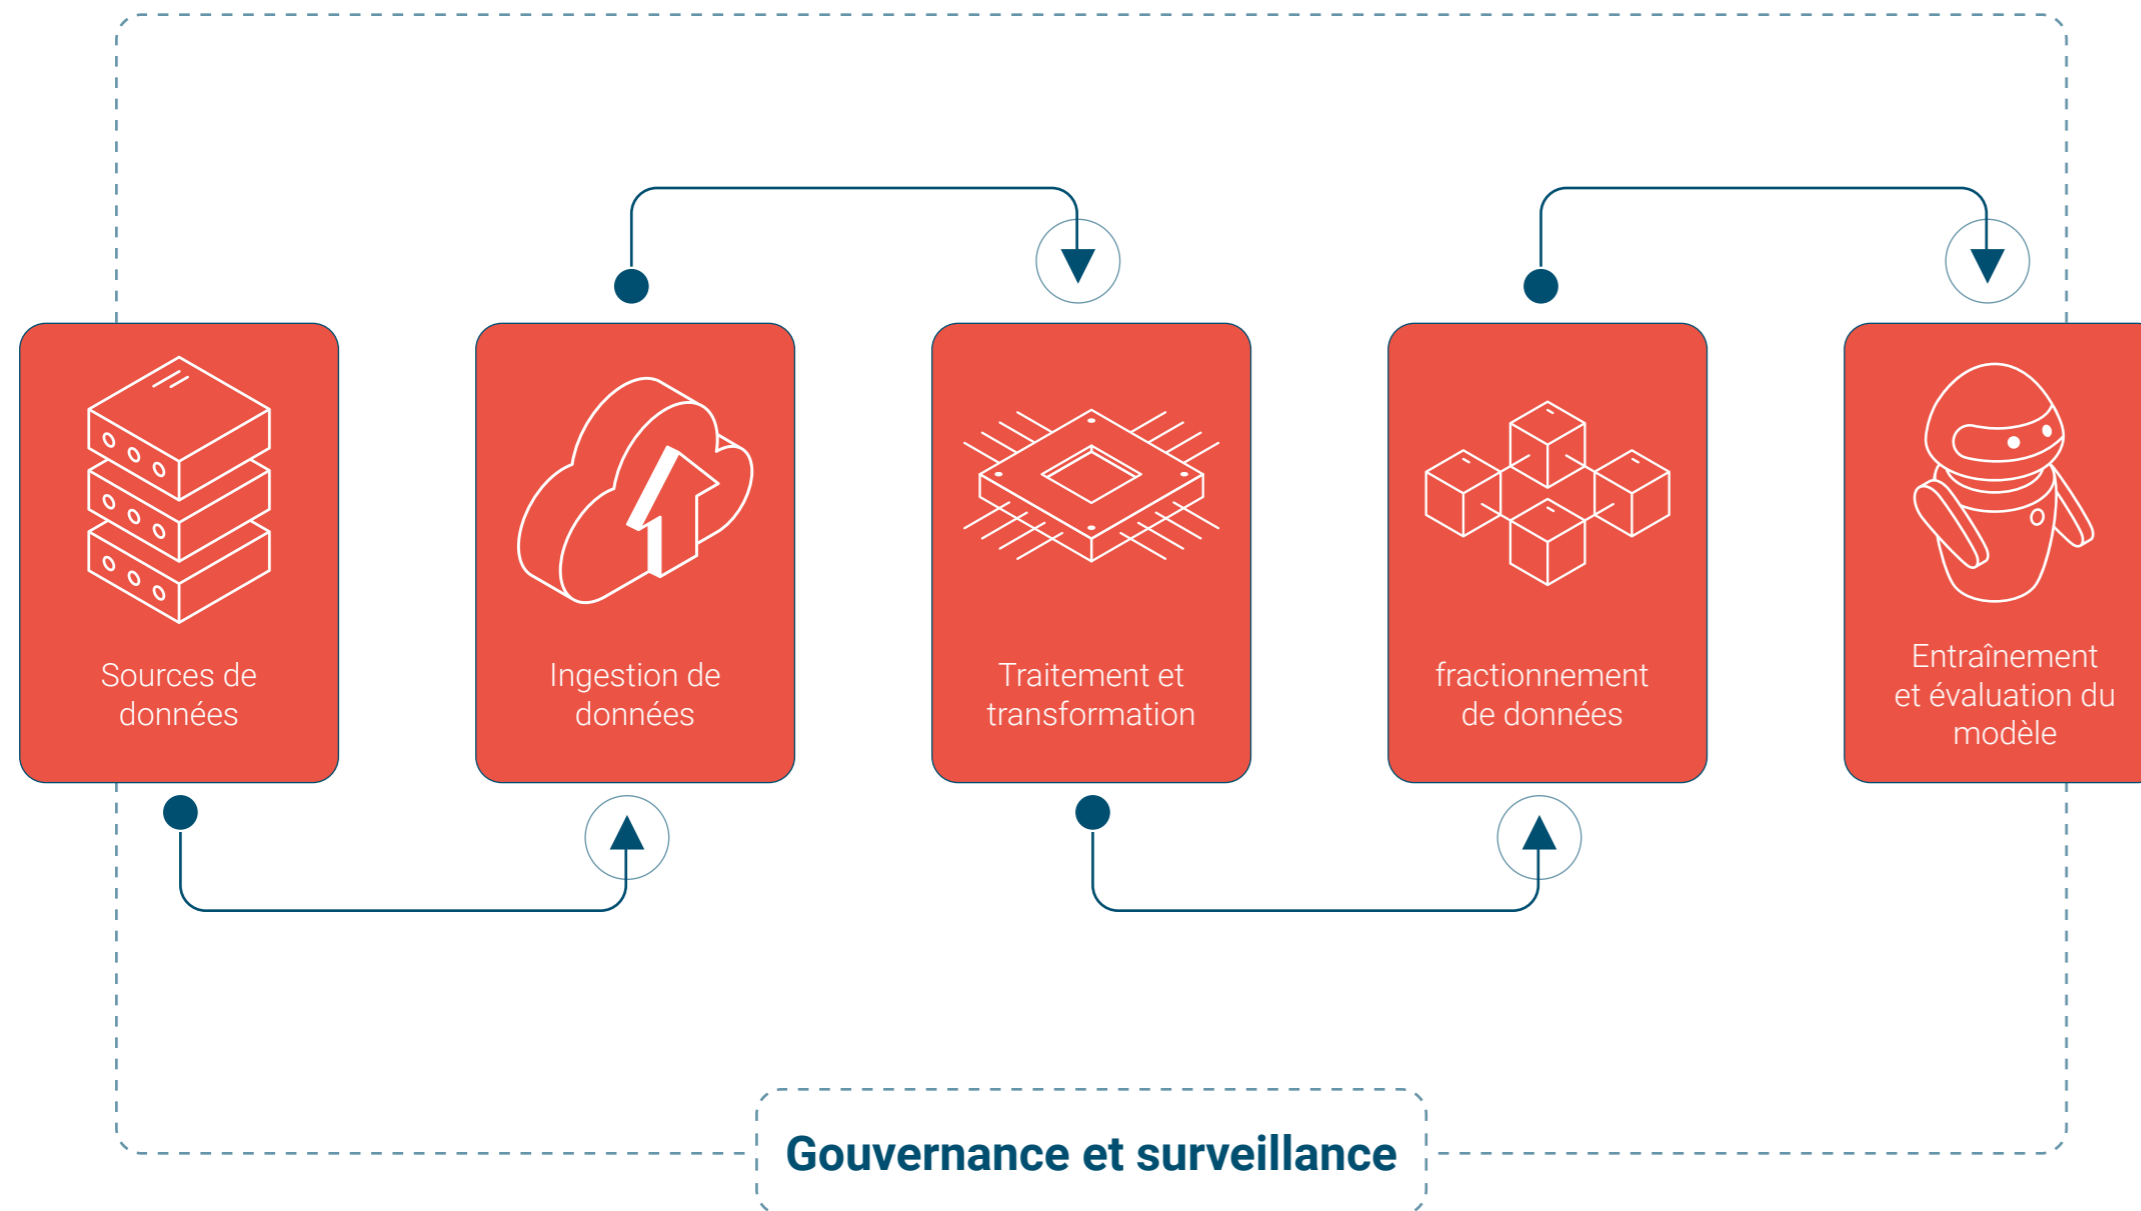 Sources de
données
Ingestion de
données
Traitement et
transformation
fractionnement
de données
Entraînement
et évaluation du
modèle
Gouvernance et surveillance